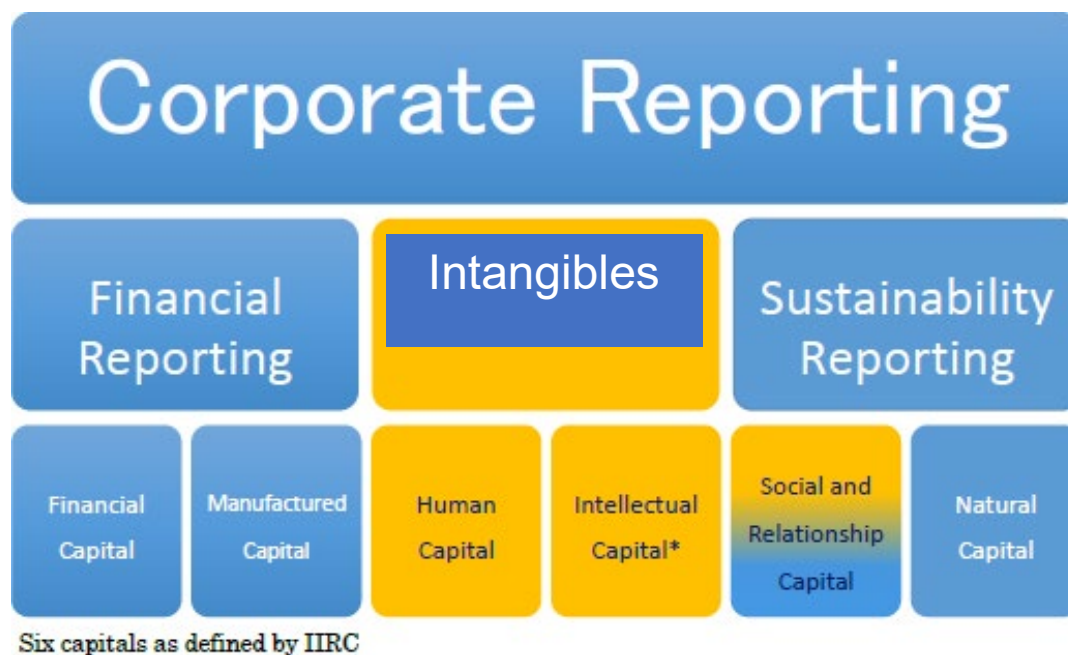 Corporate Reporting
Financial
Reporting
Intangibles
Sustainability
Reporting
Financial
Capital
Manufactured
Capital
Human
Capital
Intellectual
Capital*
Social and
Relationship
Capital
Natural
Capital
Six capitals as defined by IIRC